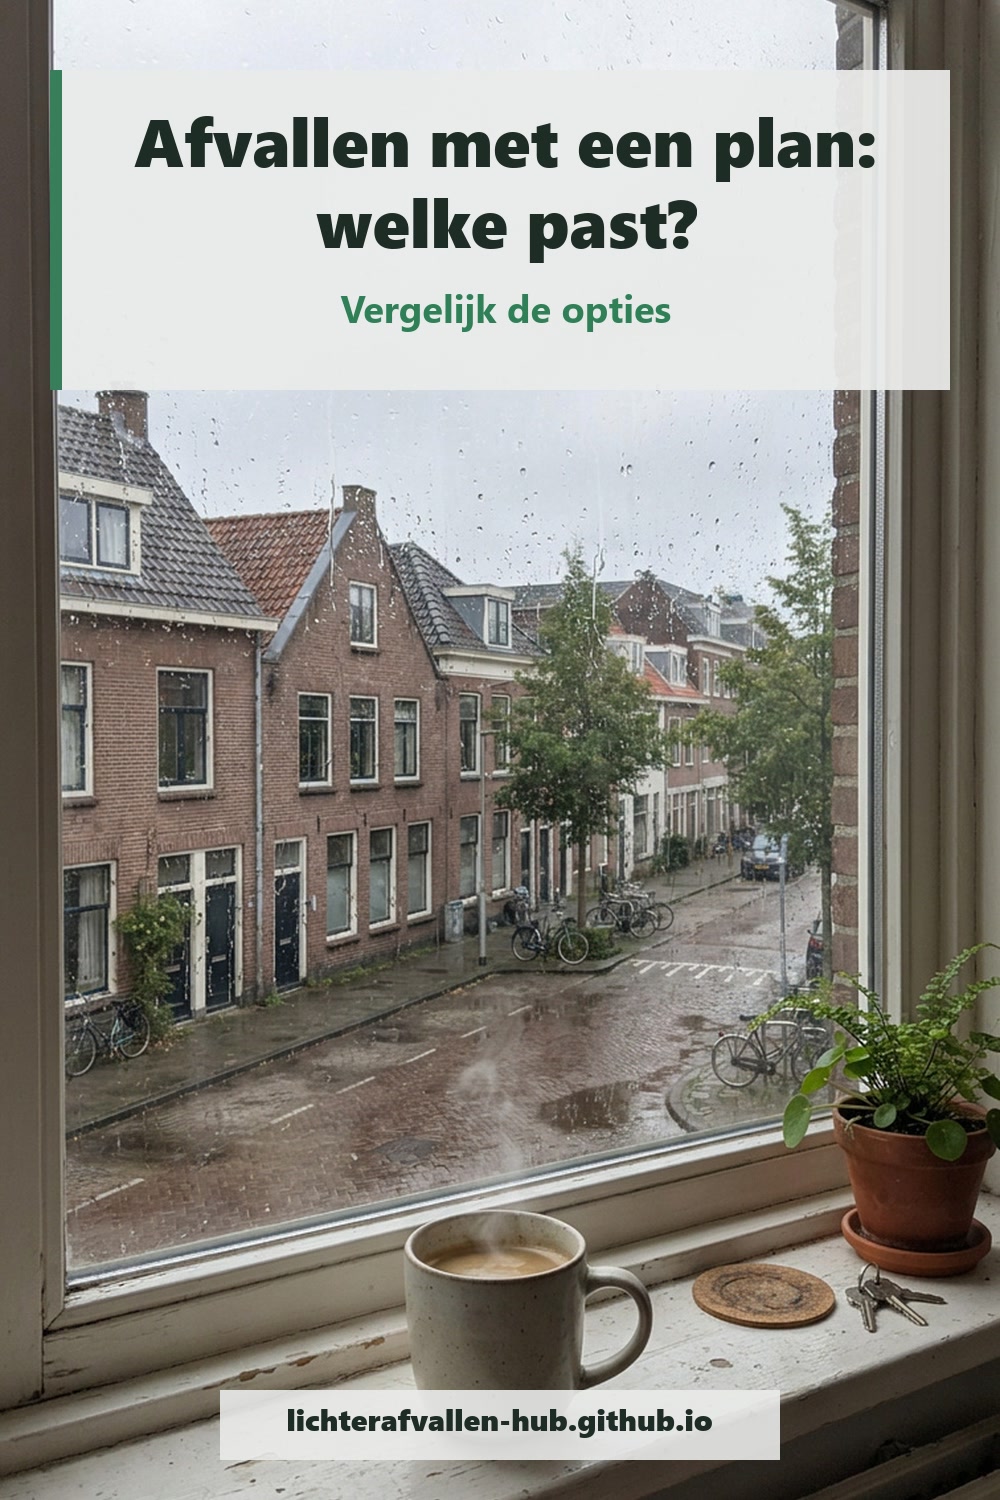 Afvallen met een plan:
welke past?
Vergelijk de opties
lichterafvallen-hub.github.io